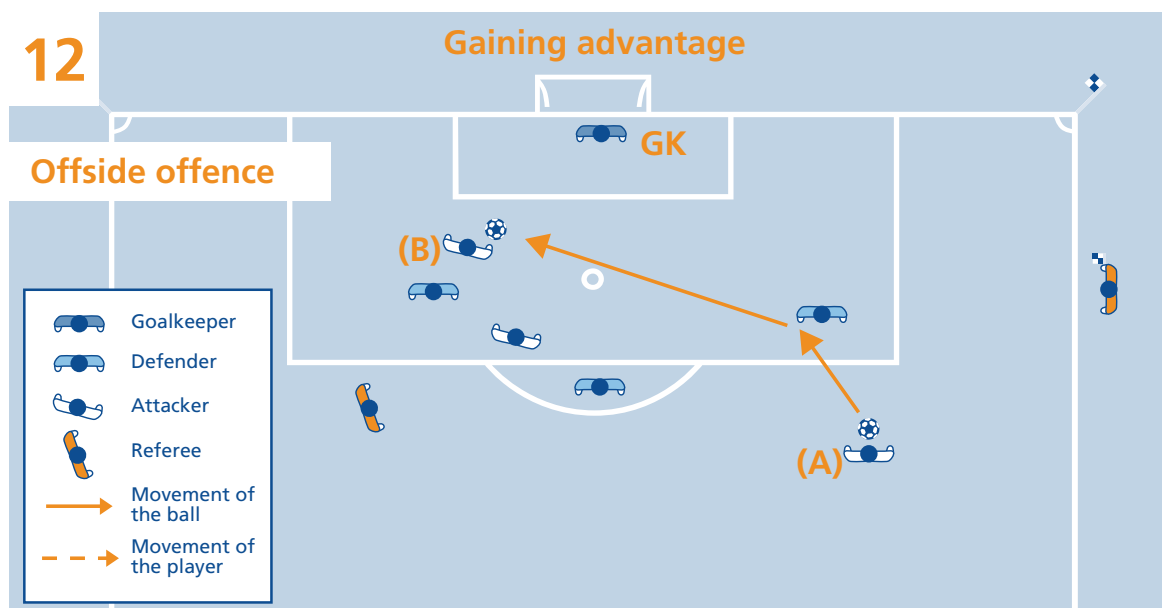 12
Gaining advantage
GK
Offside offence
(B)
(A)
Goalkeeper
Defender
Attacker
Referee
Movement of
the ball
Movement of
the player